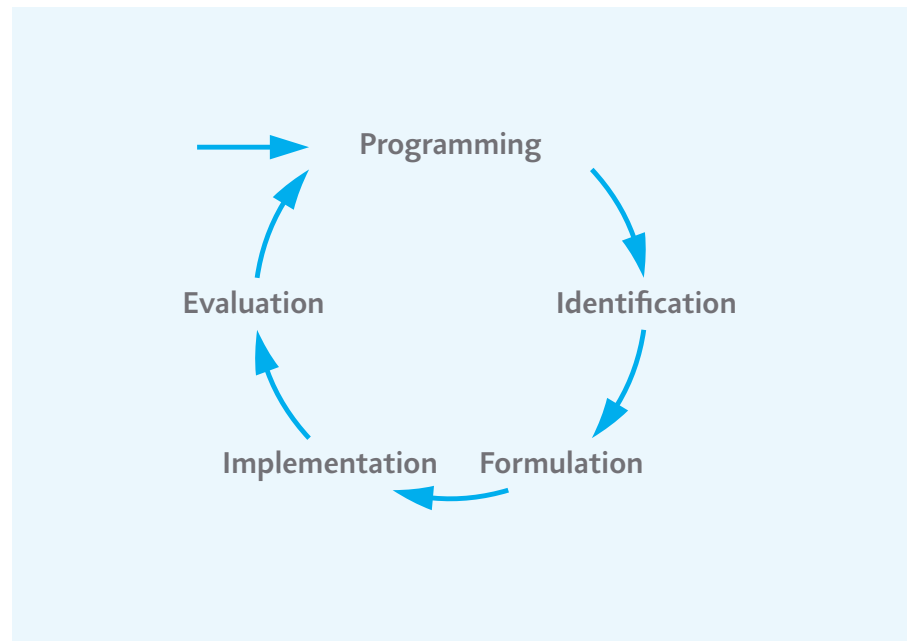 Programming
Evaluation
Identification
Implementation
Formulation